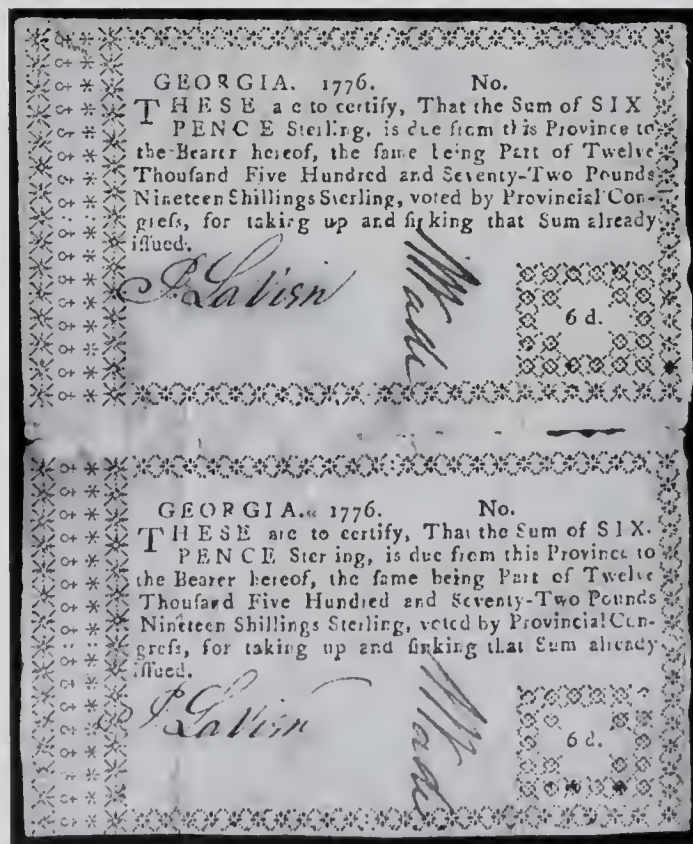 GEORGIA. 1776. No.
THESE a e to certify, That the Sum of SIX
PENCE Sterling, is due from this Province to
the Bearer hereof, the ſame being Part of Twelve
Thouſand Five Hundred and Seventy-Two Pounds
Nineteen Shillings Sterling, voted by Provincial Con-
greſs, for taking up and ſinking that Sum already
iſſued.
6 d.
GEORGIA. 1776. No.
THESE are to certify, That the Sum of SIX-
PENCE Ster ing, is due from this Province to
the Bearer hereof, the ſame being Part of Twelve
Thouſand Five Hundred and Seventy-Two Pounds
Nineteen Shillings Sterling, voted by Provincial Con-
greſs, for taking up and ſinking that Sum already
iſſued.
6 d.